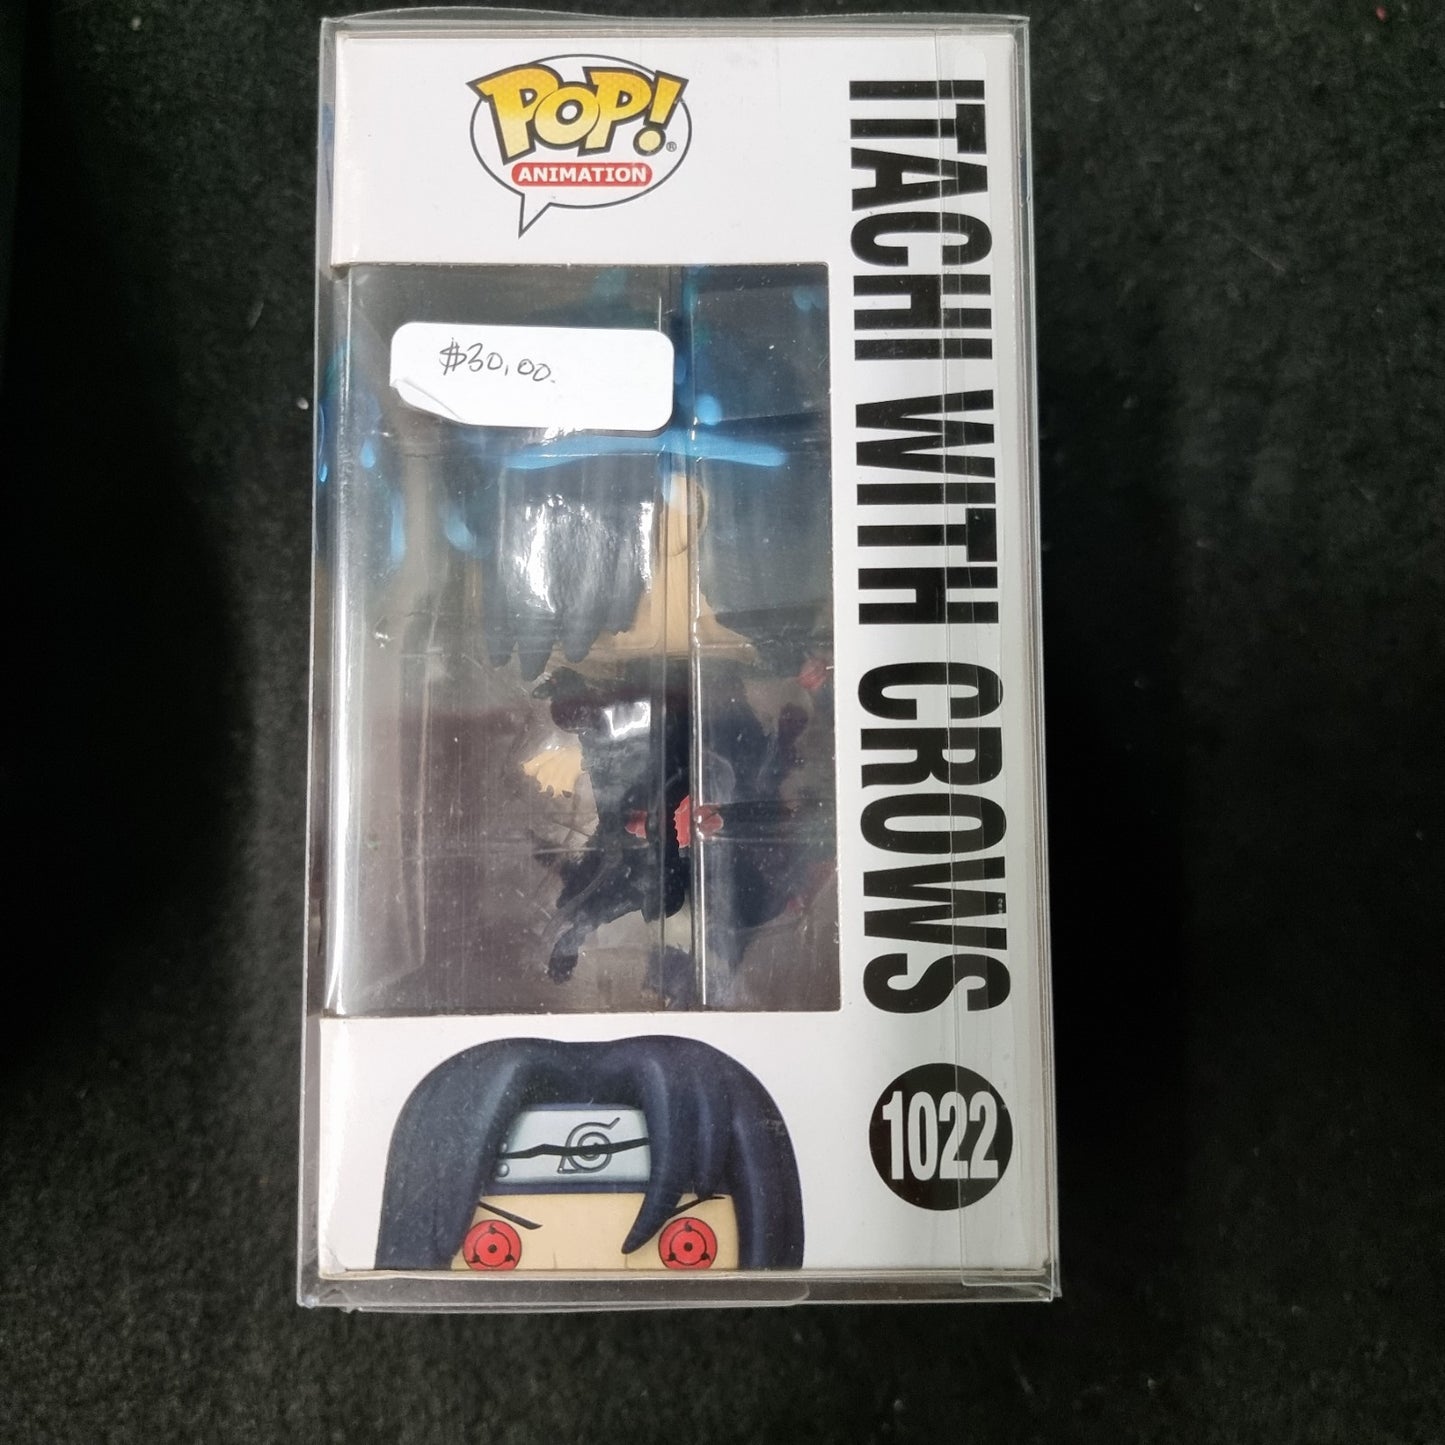 POP!®
ANIMATION
$30,00.
ITACHI WITH CROWS
1022